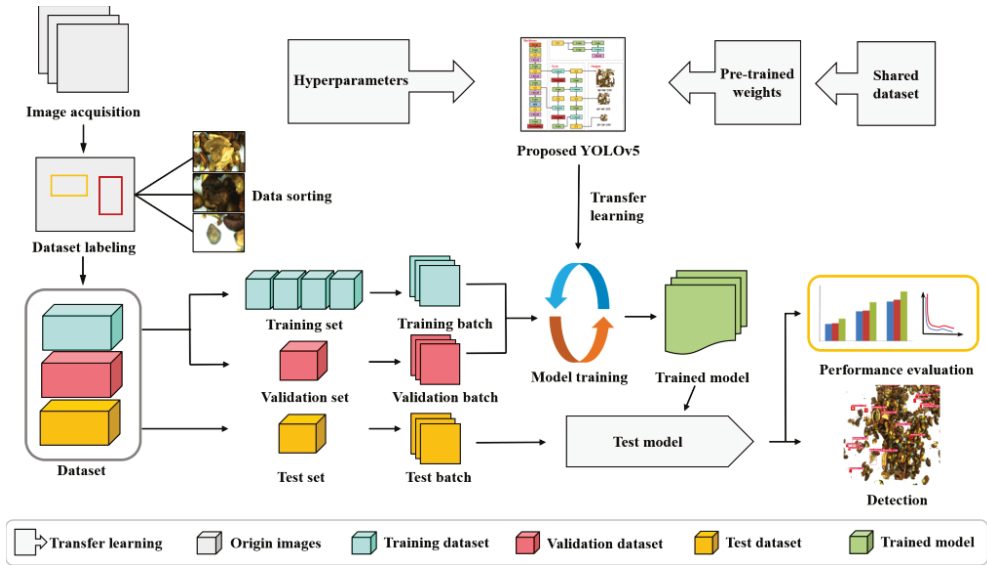 Image acquisition
Hyperparameters
Proposed YOLOv5
Pre-trained
weights
Shared
dataset
Data sorting
Dataset labeling
Transfer
learning
Training set
Training batch
Validation set
Validation batch
Model training
Trained model
Performance evaluation
Dataset
Test set
Test batch
Test model
Detection
Transfer learning
Origin images
Training dataset
Validation dataset
Test dataset
Trained model